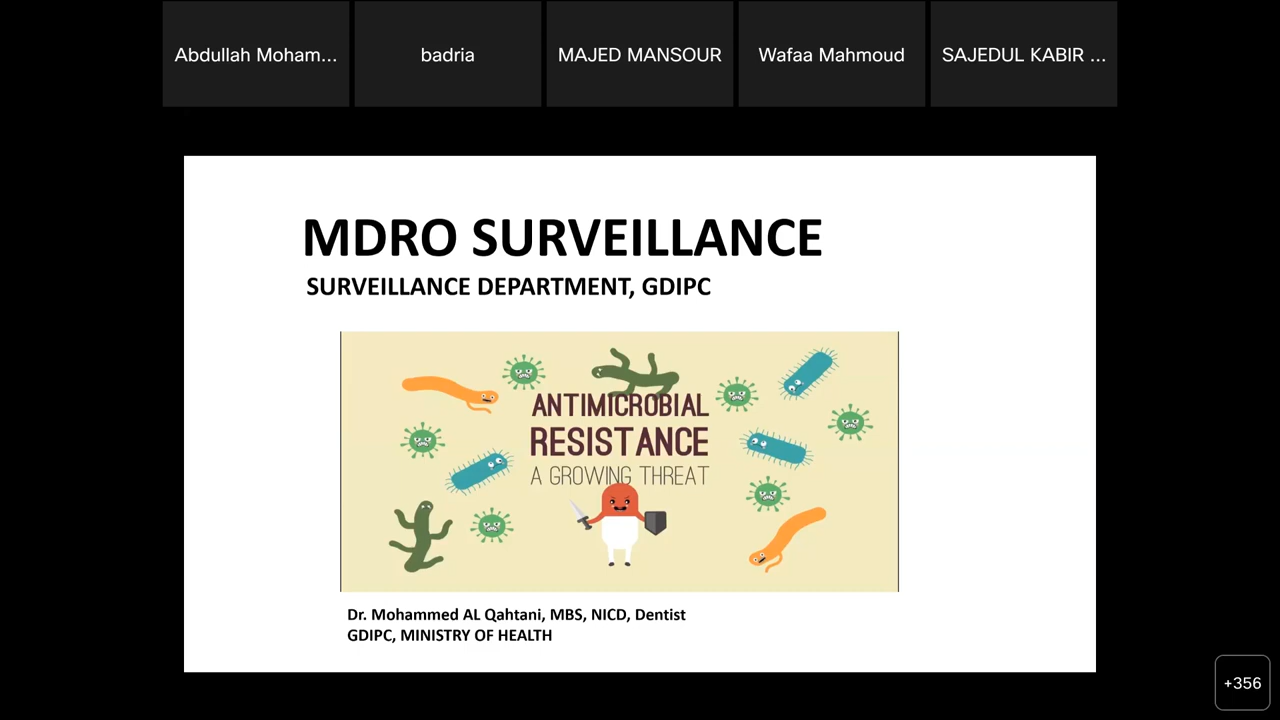 Abdullah Moham...
badria
MAJED MANSOUR
Wafaa Mahmoud
SAJEDUL KABIR ...
MDRO SURVEILLANCE
SURVEILLANCE DEPARTMENT, GDIPC
ANTIMICROBIAL
RESISTANCE
A GROWING THREAT
Dr. Mohammed AL Qahtani, MBS, NICD, Dentist
GDIPC, MINISTRY OF HEALTH
+356